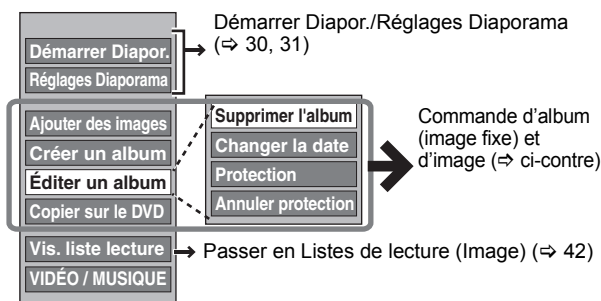 Démarrer Diapor./Réglages Diaporama
(⇨ 30, 31)
Démarrer Diapor.
Réglages Diaporama
Ajouter des images
Créer un album
Éditer un album
Copier sur le DVD
Supprimer l'album
Changer la date
Protection
Annuler protection
Commande d'album
(image fixe) et
d'image (⇨ ci-contre)
Vis. liste lecture
Passer en Listes de lecture (Image) (⇨ 42)
VIDÉO / MUSIQUE